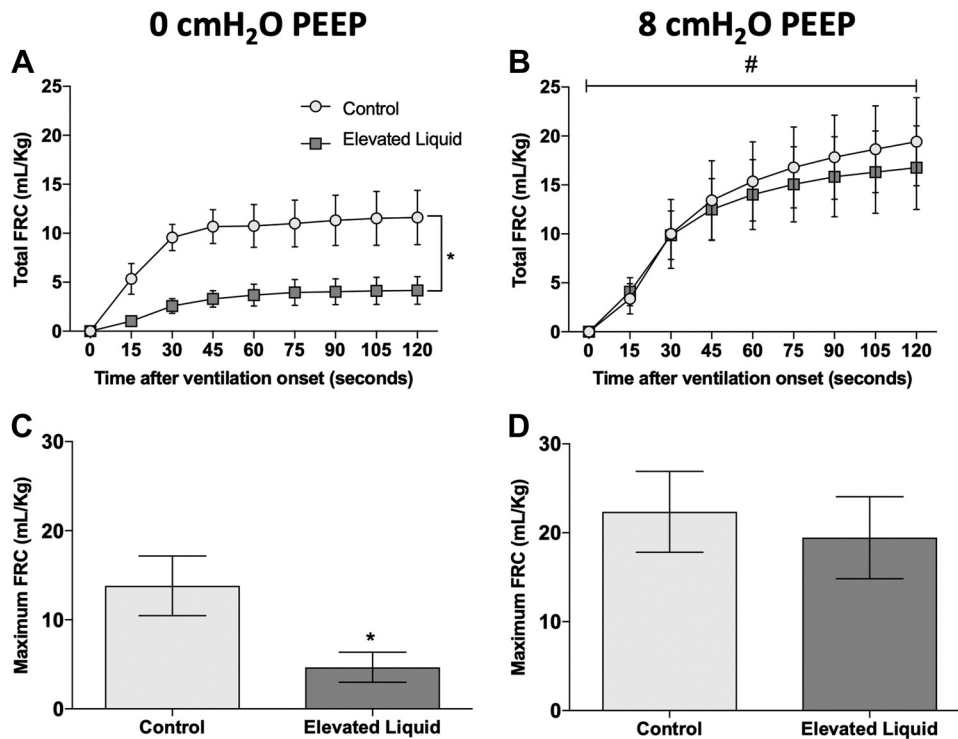 0 cmH₂O PEEP
8 cmH₂O PEEP
A
Total FRC (mL/Kg)
25
20
15
10
5
0
Control
Elevated Liquid
*
0 15 30 45 60 75 90 105 120
Time after ventilation onset (seconds)
B
#
Total FRC (mL/Kg)
25
20
15
10
5
0
0 15 30 45 60 75 90 105 120
Time after ventilation onset (seconds)
C
Maximum FRC (mL/Kg)
30
20
10
0
*
Control Elevated Liquid
D
Maximum FRC (mL/Kg)
30
20
10
0
Control Elevated Liquid